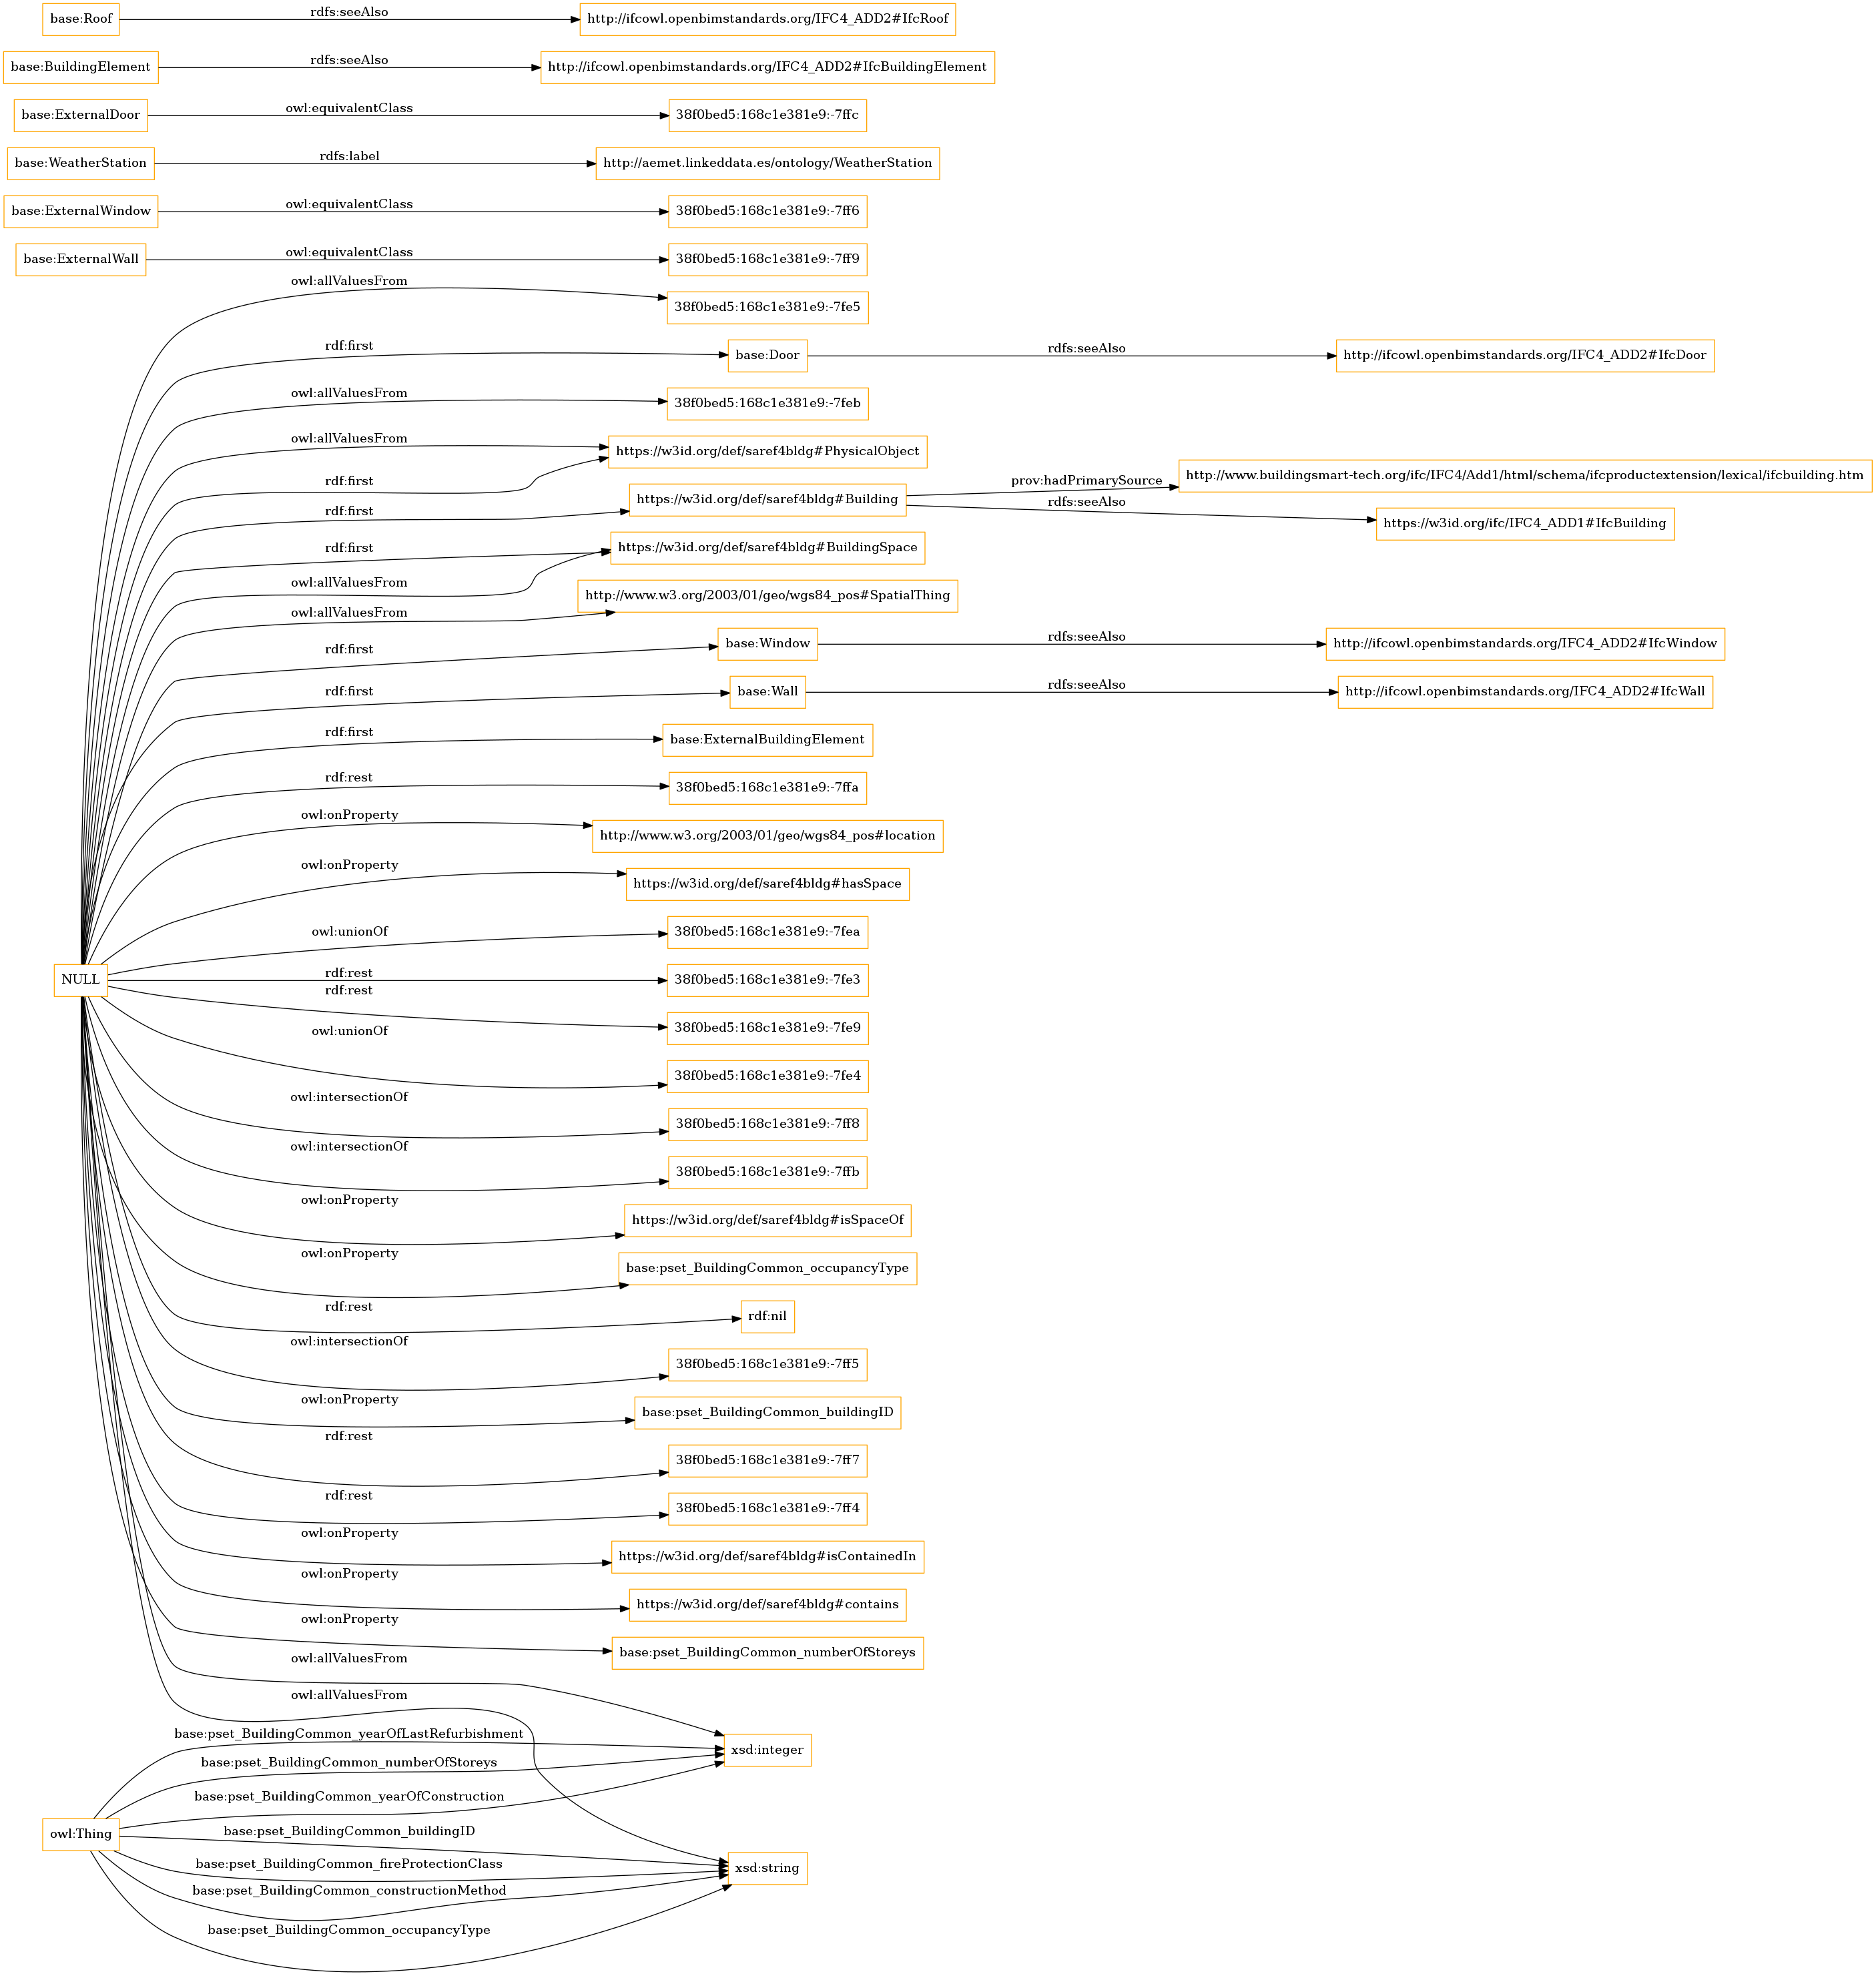 base:Roof
rdfs:seeAlso
http://ifcowl.openbimstandards.org/IFC4_ADD2#IfcRoof
base:BuildingElement
rdfs:seeAlso
http://ifcowl.openbimstandards.org/IFC4_ADD2#IfcBuildingElement
base:ExternalDoor
owl:equivalentClass
38f0bed5:168c1e381e9:-7ffc
base:WeatherStation
rdfs:label
http://aemet.linkeddata.es/ontology/WeatherStation
base:ExternalWindow
owl:equivalentClass
38f0bed5:168c1e381e9:-7ff6
base:ExternalWall
owl:equivalentClass
38f0bed5:168c1e381e9:-7ff9
owl:allValuesFrom
38f0bed5:168c1e381e9:-7fe5
rdf:first
base:Door
rdfs:seeAlso
http://ifcowl.openbimstandards.org/IFC4_ADD2#IfcDoor
owl:allValuesFrom
38f0bed5:168c1e381e9:-7feb
owl:allValuesFrom
https://w3id.org/def/saref4bldg#PhysicalObject
rdf:first
prov:hadPrimarySource
http://www.buildingsmart-tech.org/ifc/IFC4/Add1/html/schema/ifcproductextension/lexical/ifcbuilding.htm
rdf:first
https://w3id.org/def/saref4bldg#Building
rdfs:seeAlso
https://w3id.org/ifc/IFC4_ADD1#IfcBuilding
rdf:first
https://w3id.org/def/saref4bldg#BuildingSpace
owl:allValuesFrom
http://www.w3.org/2003/01/geo/wgs84_pos#SpatialThing
owl:allValuesFrom
rdf:first
base:Window
rdfs:seeAlso
http://ifcowl.openbimstandards.org/IFC4_ADD2#IfcWindow
rdf:first
base:Wall
rdfs:seeAlso
http://ifcowl.openbimstandards.org/IFC4_ADD2#IfcWall
rdf:first
base:ExternalBuildingElement
rdf:rest
38f0bed5:168c1e381e9:-7ffa
owl:onProperty
http://www.w3.org/2003/01/geo/wgs84_pos#location
owl:onProperty
https://w3id.org/def/saref4bldg#hasSpace
owl:unionOf
38f0bed5:168c1e381e9:-7fea
NULL
rdf:rest
38f0bed5:168c1e381e9:-7fe3
rdf:rest
38f0bed5:168c1e381e9:-7fe9
owl:unionOf
38f0bed5:168c1e381e9:-7fe4
owl:intersectionOf
38f0bed5:168c1e381e9:-7ff8
owl:intersectionOf
38f0bed5:168c1e381e9:-7ffb
owl:onProperty
https://w3id.org/def/saref4bldg#isSpaceOf
owl:onProperty
base:pset_BuildingCommon_occupancyType
rdf:rest
rdf:nil
owl:intersectionOf
38f0bed5:168c1e381e9:-7ff5
owl:onProperty
base:pset_BuildingCommon_buildingID
rdf:rest
38f0bed5:168c1e381e9:-7ff7
rdf:rest
38f0bed5:168c1e381e9:-7ff4
owl:onProperty
https://w3id.org/def/saref4bldg#isContainedIn
owl:onProperty
https://w3id.org/def/saref4bldg#contains
owl:onProperty
base:pset_BuildingCommon_numberOfStoreys
owl:allValuesFrom
owl:allValuesFrom
base:pset_BuildingCommon_yearOfLastRefurbishment
xsd:integer
base:pset_BuildingCommon_numberOfStoreys
base:pset_BuildingCommon_yearOfConstruction
owl:Thing
base:pset_BuildingCommon_buildingID
base:pset_BuildingCommon_fireProtectionClass
xsd:string
base:pset_BuildingCommon_constructionMethod
base:pset_BuildingCommon_occupancyType